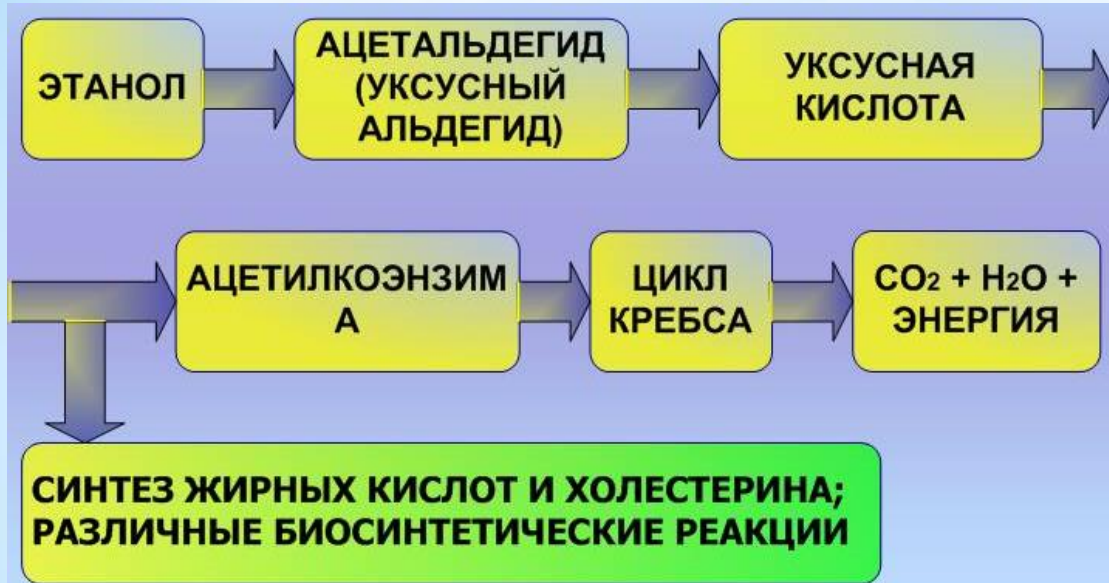 ЭТАНОЛ
АЦЕТАЛЬДЕГИД
(УКСУСНЫЙ
АЛЬДЕГИД)
УКСУСНАЯ
КИСЛОТА
АЦЕТИЛКОЭНЗИМ
А
ЦИКЛ
КРЕБСА
CO2 + H2O +
ЭНЕРГИЯ
СИНТЕЗ ЖИРНЫХ КИСЛОТ И ХОЛЕСТЕРИНА;
РАЗЛИЧНЫЕ БИОСИНТЕТИЧЕСКИЕ РЕАКЦИИ